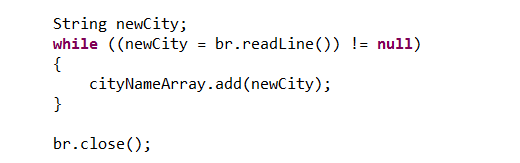 String newCity;
while ((newCity = br.readLine()) != null)
{
    cityNameArray.add(newCity);
}
br.close();